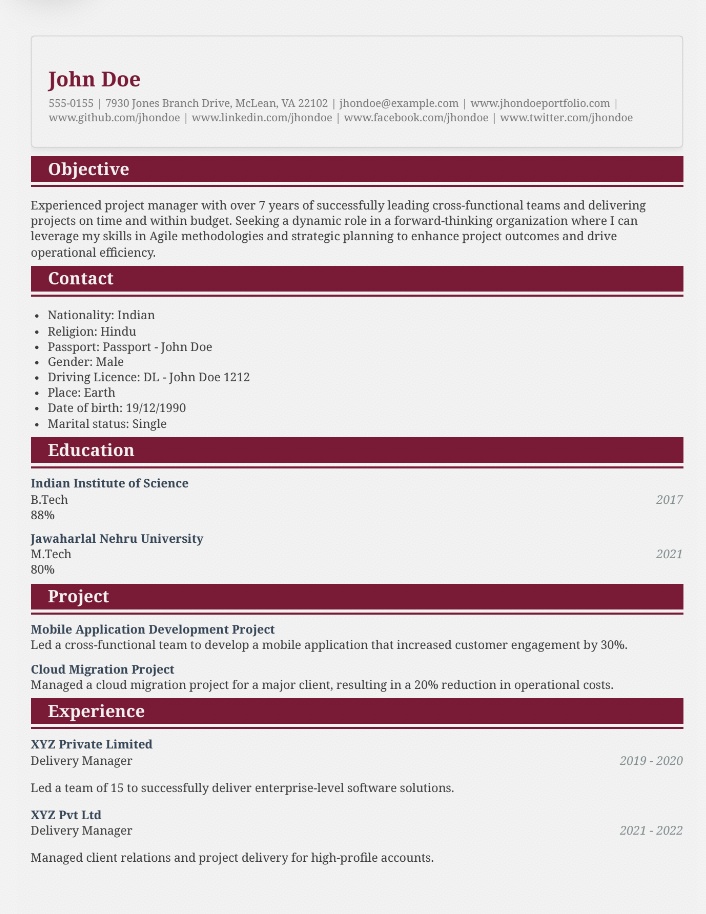 John Doe
555-0155 | 7930 Jones Branch Drive, McLean, VA 22102 | jhondoe@example.com | www.jhondoeportfolio.com |
www.github.com/jhondoe | www.linkedin.com/jhondoe | www.facebook.com/jhondoe | www.twitter.com/jhondoe
Objective
Experienced project manager with over 7 years of successfully leading cross-functional teams and delivering
projects on time and within budget. Seeking a dynamic role in a forward-thinking organization where I can
leverage my skills in Agile methodologies and strategic planning to enhance project outcomes and drive
operational efficiency.
Contact
• Nationality: Indian
• Religion: Hindu
• Passport: Passport - John Doe
• Gender: Male
• Driving Licence: DL - John Doe 1212
• Place: Earth
• Date of birth: 19/12/1990
• Marital status: Single
Education
Indian Institute of Science
B.Tech 2017
88%
Jawaharlal Nehru University
M.Tech 2021
80%
Project
Mobile Application Development Project
Led a cross-functional team to develop a mobile application that increased customer engagement by 30%.
Cloud Migration Project
Managed a cloud migration project for a major client, resulting in a 20% reduction in operational costs.
Experience
XYZ Private Limited
Delivery Manager 2019 - 2020
Led a team of 15 to successfully deliver enterprise-level software solutions.
XYZ Pvt Ltd
Delivery Manager 2021 - 2022
Managed client relations and project delivery for high-profile accounts.